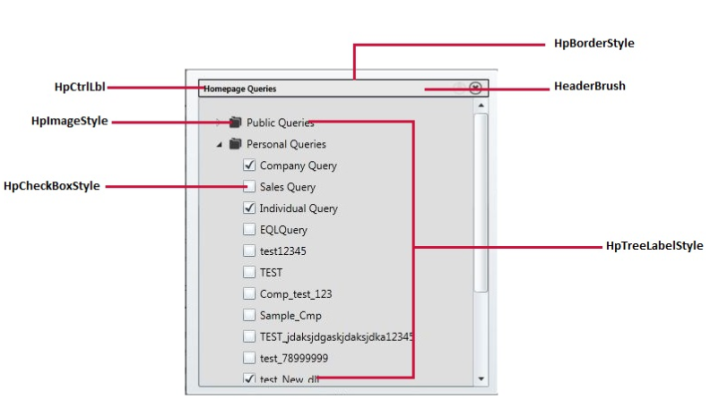 HpBorderStyle
HpCtrlLbl
Homepage Queries
HeaderBrush
HpImageStyle
Public Queries
Personal Queries
Company Query
HpCheckBoxStyle
Sales Query
Individual Query
EQLQuery
HpTreeLabelStyle
test12345
TEST
Comp_test_123
Sample_Cmp
TEST_jdaksjdgaskjdaksjdka12345
test_78999999
test_New_dll